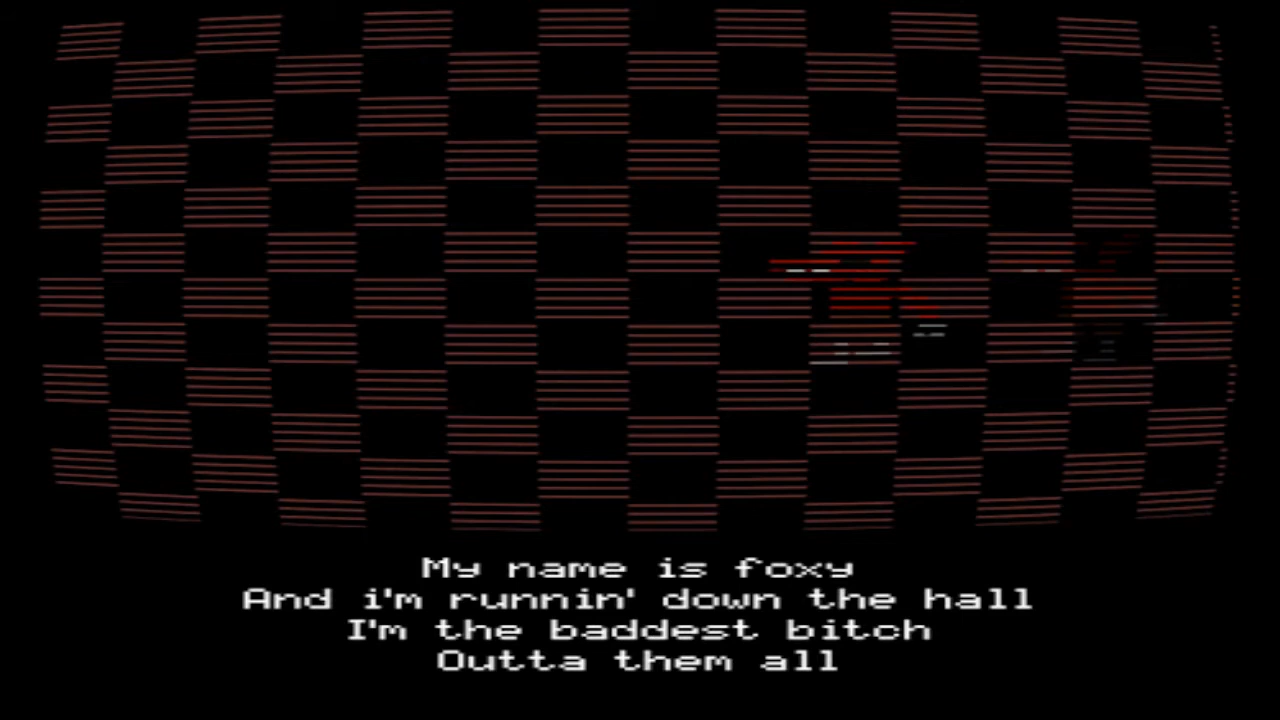 My name is foxy
And i'm runnin' down the hall
I'm the baddest bitch
Outta them all